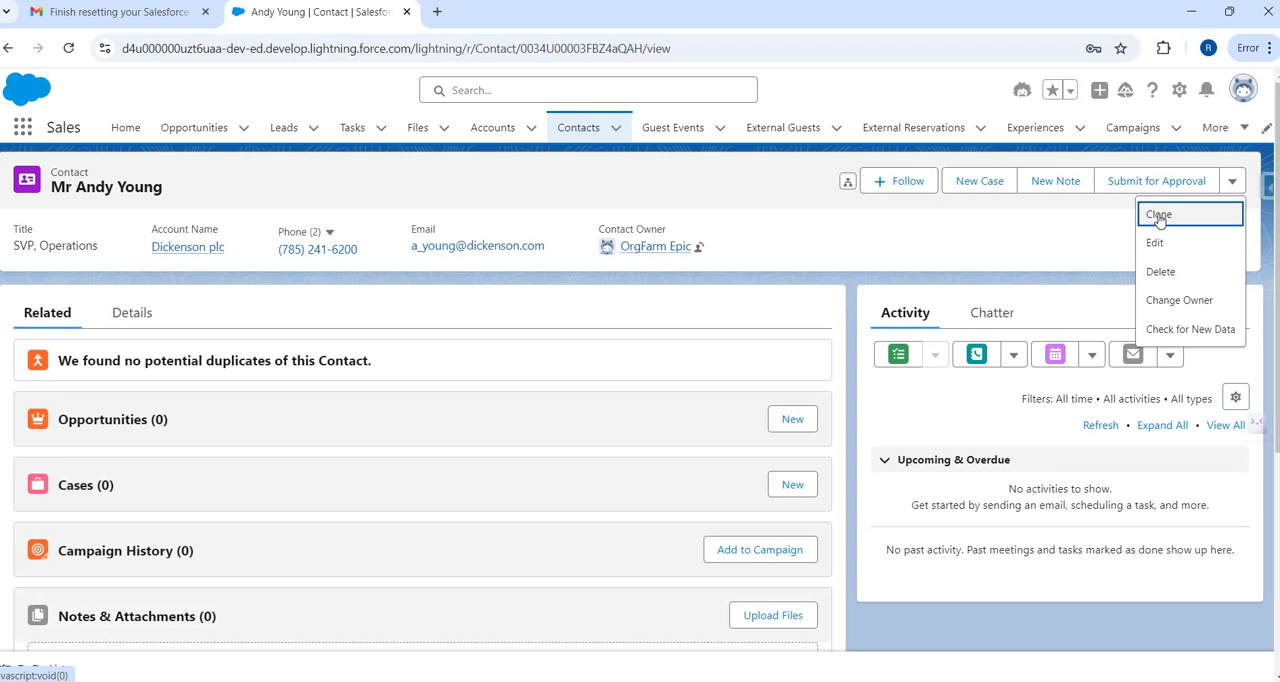 Finish resetting your Salesforce
Andy Young | Contact | Salesfor
d4u000000uzt6uaa-dev-ed.develop.lightning.force.com/lightning/r/Contact/0034U00003FBZ4aQAH/view
R
Error
Search...
Sales
Home
Opportunities
Leads
Tasks
Files
Accounts
Contacts
Guest Events
External Guests
External Reservations
Experiences
Campaigns
More
Contact
Mr Andy Young
Follow
New Case
New Note
Submit for Approval
Clone
Edit
Delete
Change Owner
Check for New Data
Title
SVP, Operations
Account Name
Dickenson plc
Phone (2)
(785) 241-6200
Email
a_young@dickenson.com
Contact Owner
OrgFarm Epic
Related
Details
We found no potential duplicates of this Contact.
Opportunities (0)
New
Cases (0)
New
Campaign History (0)
Add to Campaign
Notes & Attachments (0)
Upload Files
Activity
Chatter
Filters: All time • All activities • All types
Refresh • Expand All • View All
Upcoming & Overdue
No activities to show.
Get started by sending an email, scheduling a task, and more.
No past activity. Past meetings and tasks marked as done show up here.
vascript:void(0)